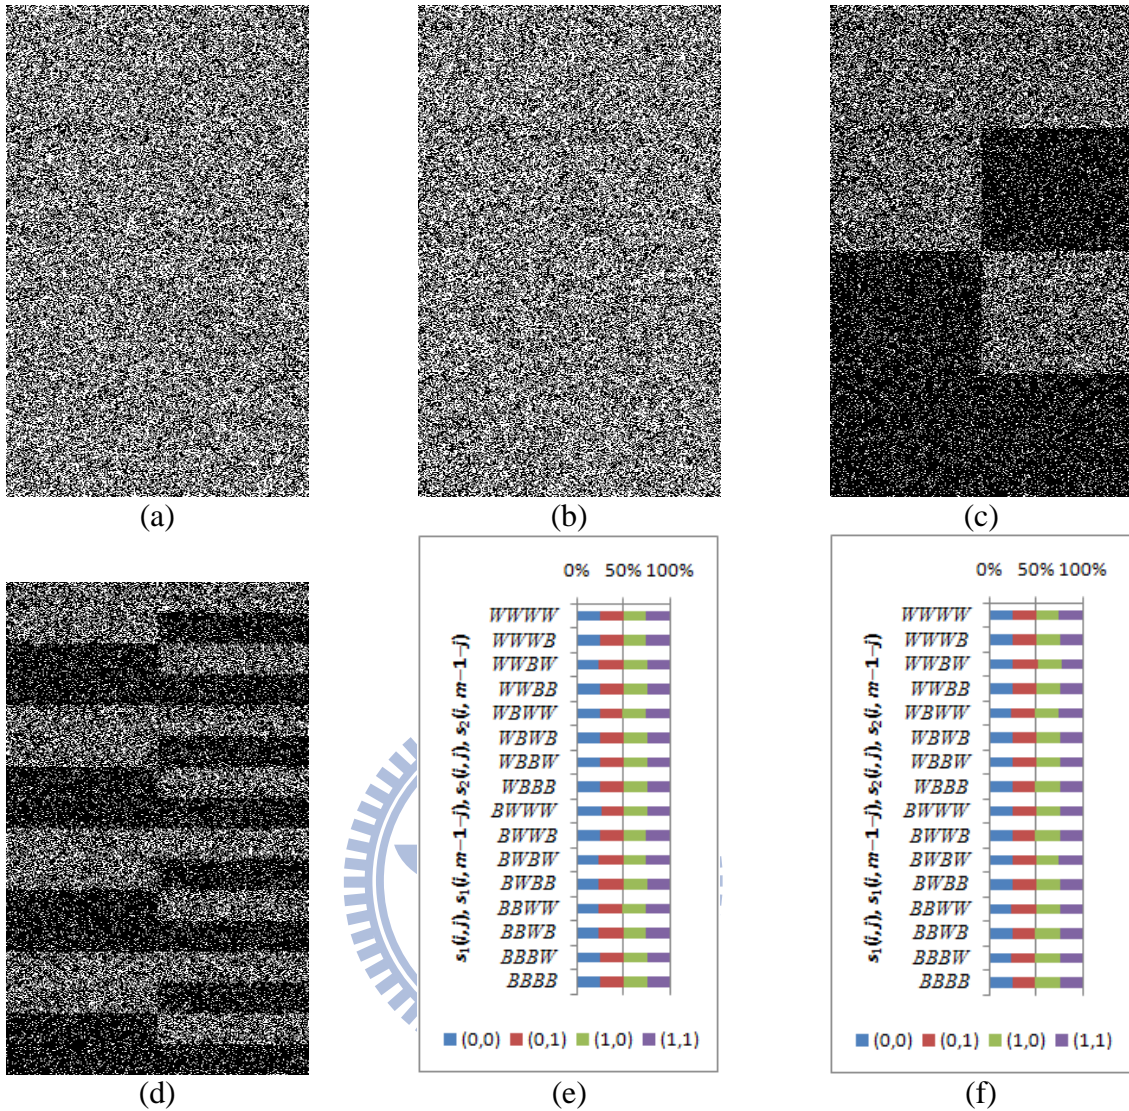 (a)
(b)
(c)
(d)
0% 50% 100%
s₁(i, j), s₁(i, m−1−j), s₂(i, j), s₂(i, m−1−j)
WWWW
WWWB
WWBW
WWBB
WBWW
WBWB
WBBW
WBBB
BWWW
BWWB
BWBW
BWBB
BBWW
BBWB
BBBW
BBBB
(0,0) (0,1) (1,0) (1,1)
(e)
0% 50% 100%
s₁(i, j), s₁(i, m−1−j), s₂(i, j), s₂(i, m−1−j)
WWWW
WWWB
WWBW
WWBB
WBWW
WBWB
WBBW
WBBB
BWWW
BWWB
BWBW
BWBB
BBWW
BBWB
BBBW
BBBB
(0,0) (0,1) (1,0) (1,1)
(f)